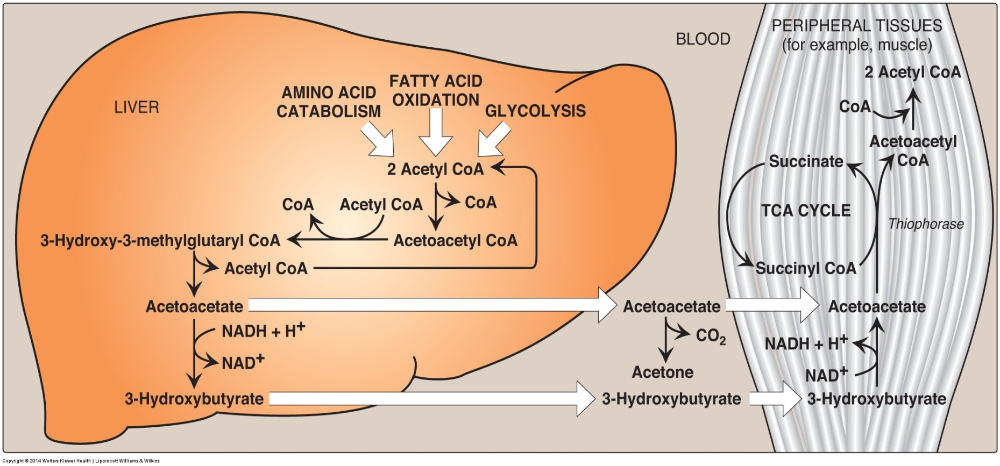 LIVER
AMINO ACID
CATABOLISM
FATTY ACID
OXIDATION
GLYCOLYSIS
2 Acetyl CoA
CoA
Acetyl CoA
CoA
3-Hydroxy-3-methylglutaryl CoA
Acetoacetyl CoA
Acetyl CoA
Acetoacetate
NADH + H+
NAD+
3-Hydroxybutyrate
BLOOD
Acetoacetate
CO2
Acetone
3-Hydroxybutyrate
PERIPHERAL TISSUES
(for example, muscle)
2 Acetyl CoA
CoA
Acetoacetyl
CoA
Succinate
TCA CYCLE
Thiophorase
Succinyl CoA
Acetoacetate
NADH + H+
NAD+
3-Hydroxybutyrate
Copyright © 2014 Wolters Kluwer Health | Lippincott Williams & Wilkins